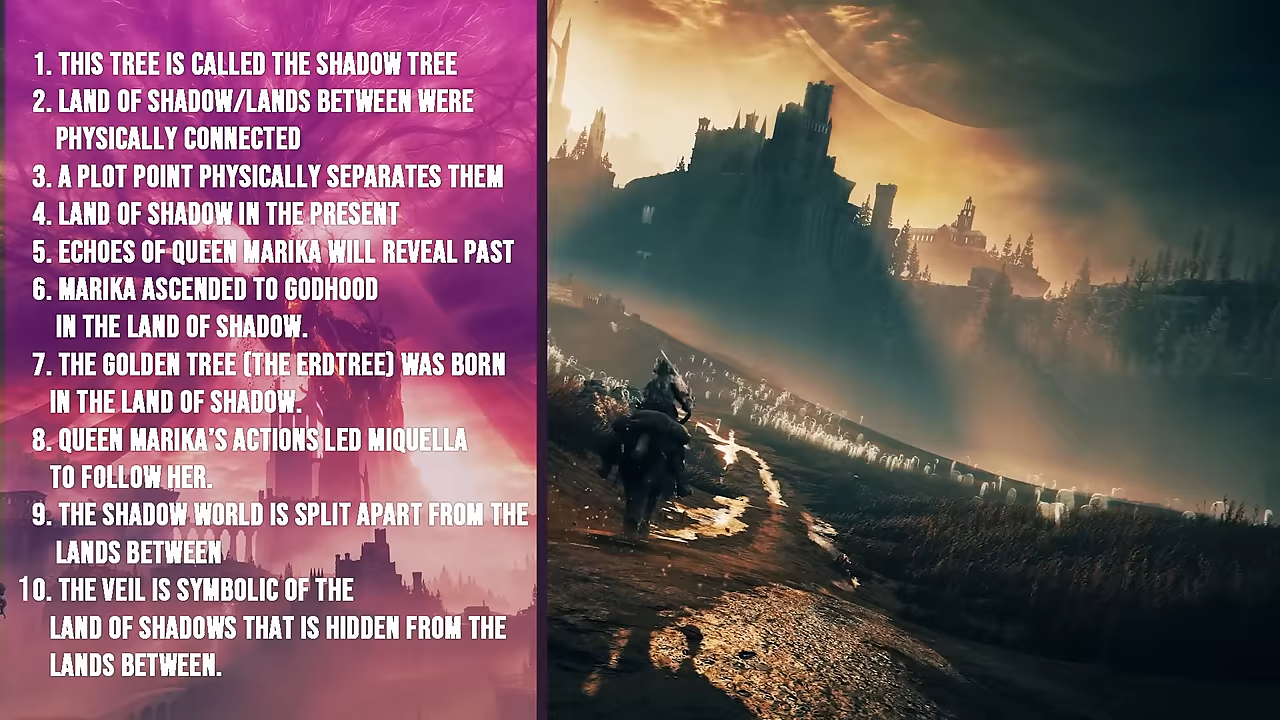 1. THIS TREE IS CALLED THE SHADOW TREE
2. LAND OF SHADOW/LANDS BETWEEN WERE
PHYSICALLY CONNECTED
3. A PLOT POINT PHYSICALLY SEPARATES THEM
4. LAND OF SHADOW IN THE PRESENT
5. ECHOES OF QUEEN MARIKA WILL REVEAL PAST
6. MARIKA ASCENDED TO GODHOOD
IN THE LAND OF SHADOW.
7. THE GOLDEN TREE (THE ERDTREE) WAS BORN
IN THE LAND OF SHADOW.
8. QUEEN MARIKA'S ACTIONS LED MIQUELLA
TO FOLLOW HER.
9. THE SHADOW WORLD IS SPLIT APART FROM THE
LANDS BETWEEN
10. THE VEIL IS SYMBOLIC OF THE
LAND OF SHADOWS THAT IS HIDDEN FROM THE
LANDS BETWEEN.